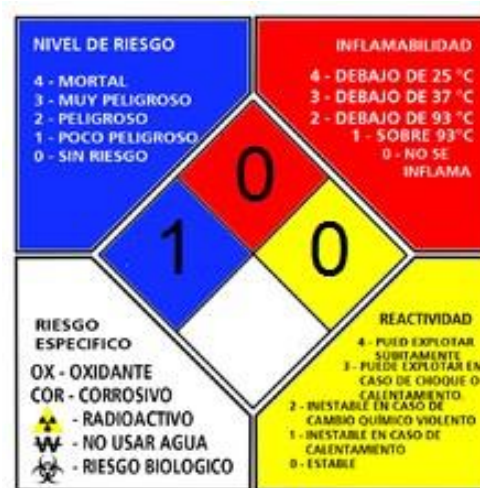 NIVEL DE RIESGO
4 - MORTAL
3 - MUY PELIGROSO
2 - PELIGROSO
1 - POCO PELIGROSO
0 - SIN RIESGO
INFLAMABILIDAD
4 - DEBAJO DE 25 °C
3 - DEBAJO DE 37 °C
2 - DEBAJO DE 93 °C
1 - SOBRE 93°C
0 - NO SE
INFLAMA
0
1
0
RIESGO
ESPECIFICO
OX - OXIDANTE
COR - CORROSIVO
- RADIOACTIVO
W - NO USAR AGUA
- RIESGO BIOLOGICO
REACTIVIDAD
4 - PUED EXPLOTAR
SÚBITAMENTE
3 - PUEDE EXPLOTAR EN
CASO DE CHOQUE O
CALENTAMIENTO.
2 - INESTABLE EN CASO DE
CAMBIO QUÍMICO VIOLENTO
1 - INESTABLE EN CASO DE
CALENTAMIENTO
0 - ESTABLE